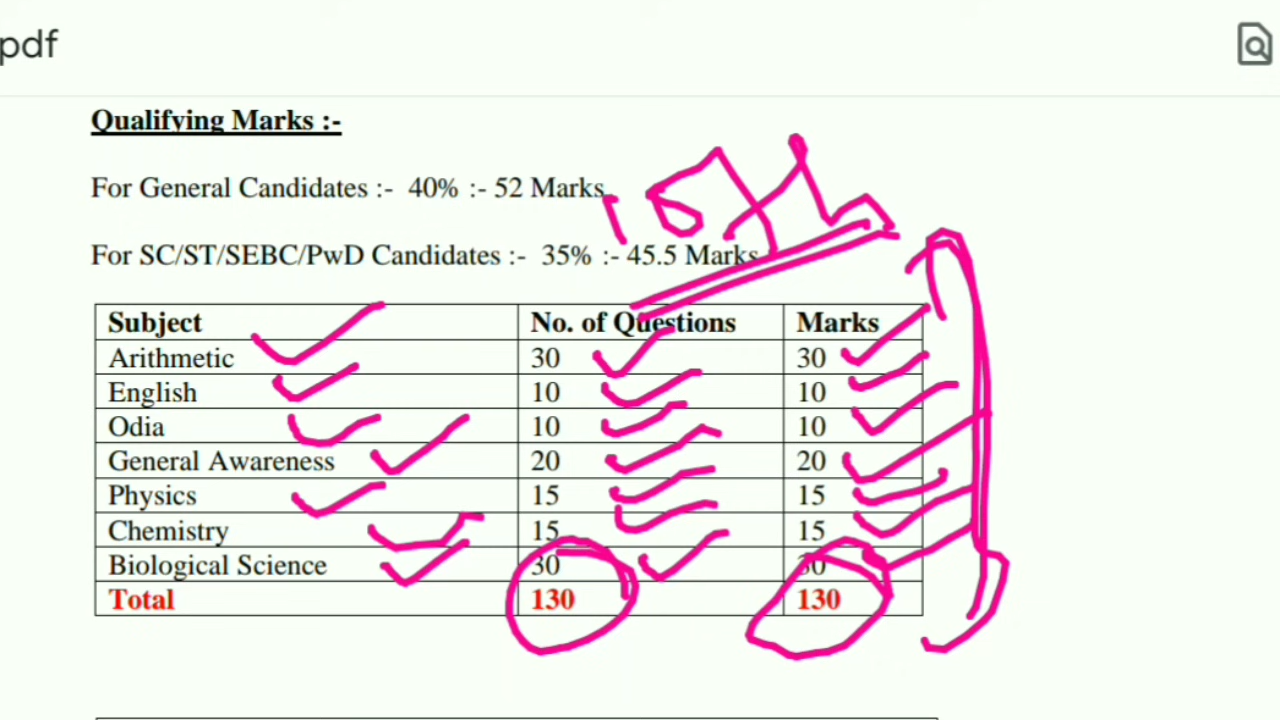 pdf
Qualifying Marks :-
For General Candidates :- 40% :- 52 Marks
For SC/ST/SEBC/PwD Candidates :- 35% :- 45.5 Marks
Subject No. of Questions Marks
Arithmetic 30 30
English 10 10
Odia 10 10
General Awareness 20 20
Physics 15 15
Chemistry 15 15
Biological Science 30 30
Total 130 130